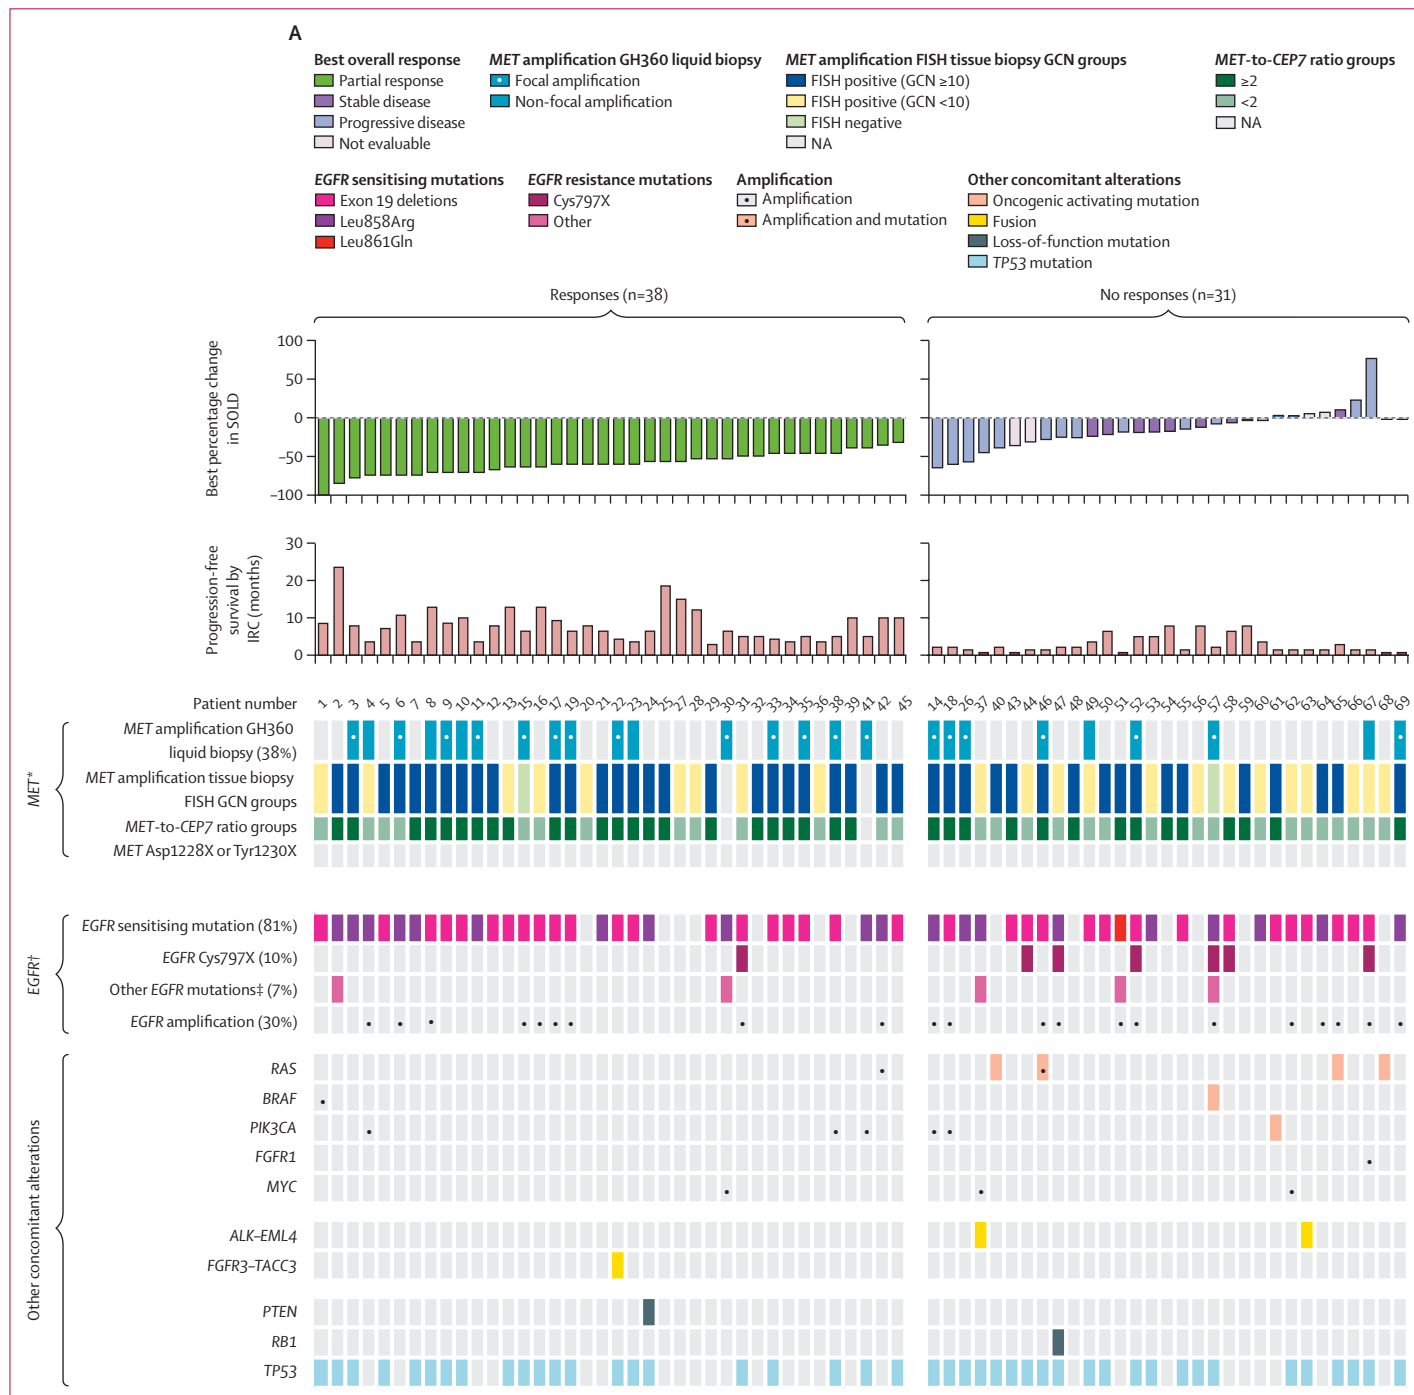 A
Best overall response
Partial response
Stable disease
Progressive disease
Not evaluable
MET amplification GH360 liquid biopsy
Focal amplification
Non-focal amplification
MET amplification FISH tissue biopsy GCN groups
FISH positive (GCN ≥10)
FISH positive (GCN <10)
FISH negative
NA
MET-to-CEP7 ratio groups
≥2
<2
NA
EGFR sensitising mutations
Exon 19 deletions
Leu858Arg
Leu861Gln
EGFR resistance mutations
Cys797X
Other
Amplification
Amplification
Amplification and mutation
Other concomitant alterations
Oncogenic activating mutation
Fusion
Loss-of-function mutation
TP53 mutation
Responses (n=38)
No responses (n=31)
Best percentage change
in SOLD
100
50
0
−50
−100
Progression-free
survival by
IRC (months)
30
20
10
0
Patient number
1 2 3 4 5 6 7 8 9 10 11 12 13 15 16 17 19 20 21 22 23 24 25 27 28 29 30 31 32 33 34 35 36 38 39 41 42 45
14 18 26 37 40 43 44 46 47 48 49 50 51 52 53 54 55 56 57 58 59 60 61 62 63 64 65 66 67 68 69
MET*
MET amplification GH360
liquid biopsy (38%)
MET amplification tissue biopsy
FISH GCN groups
MET-to-CEP7 ratio groups
MET Asp1228X or Tyr1230X
EGFR†
EGFR sensitising mutation (81%)
EGFR Cys797X (10%)
Other EGFR mutations‡ (7%)
EGFR amplification (30%)
Other concomitant alterations
RAS
BRAF
PIK3CA
FGFR1
MYC
ALK–EML4
FGFR3–TACC3
PTEN
RB1
TP53